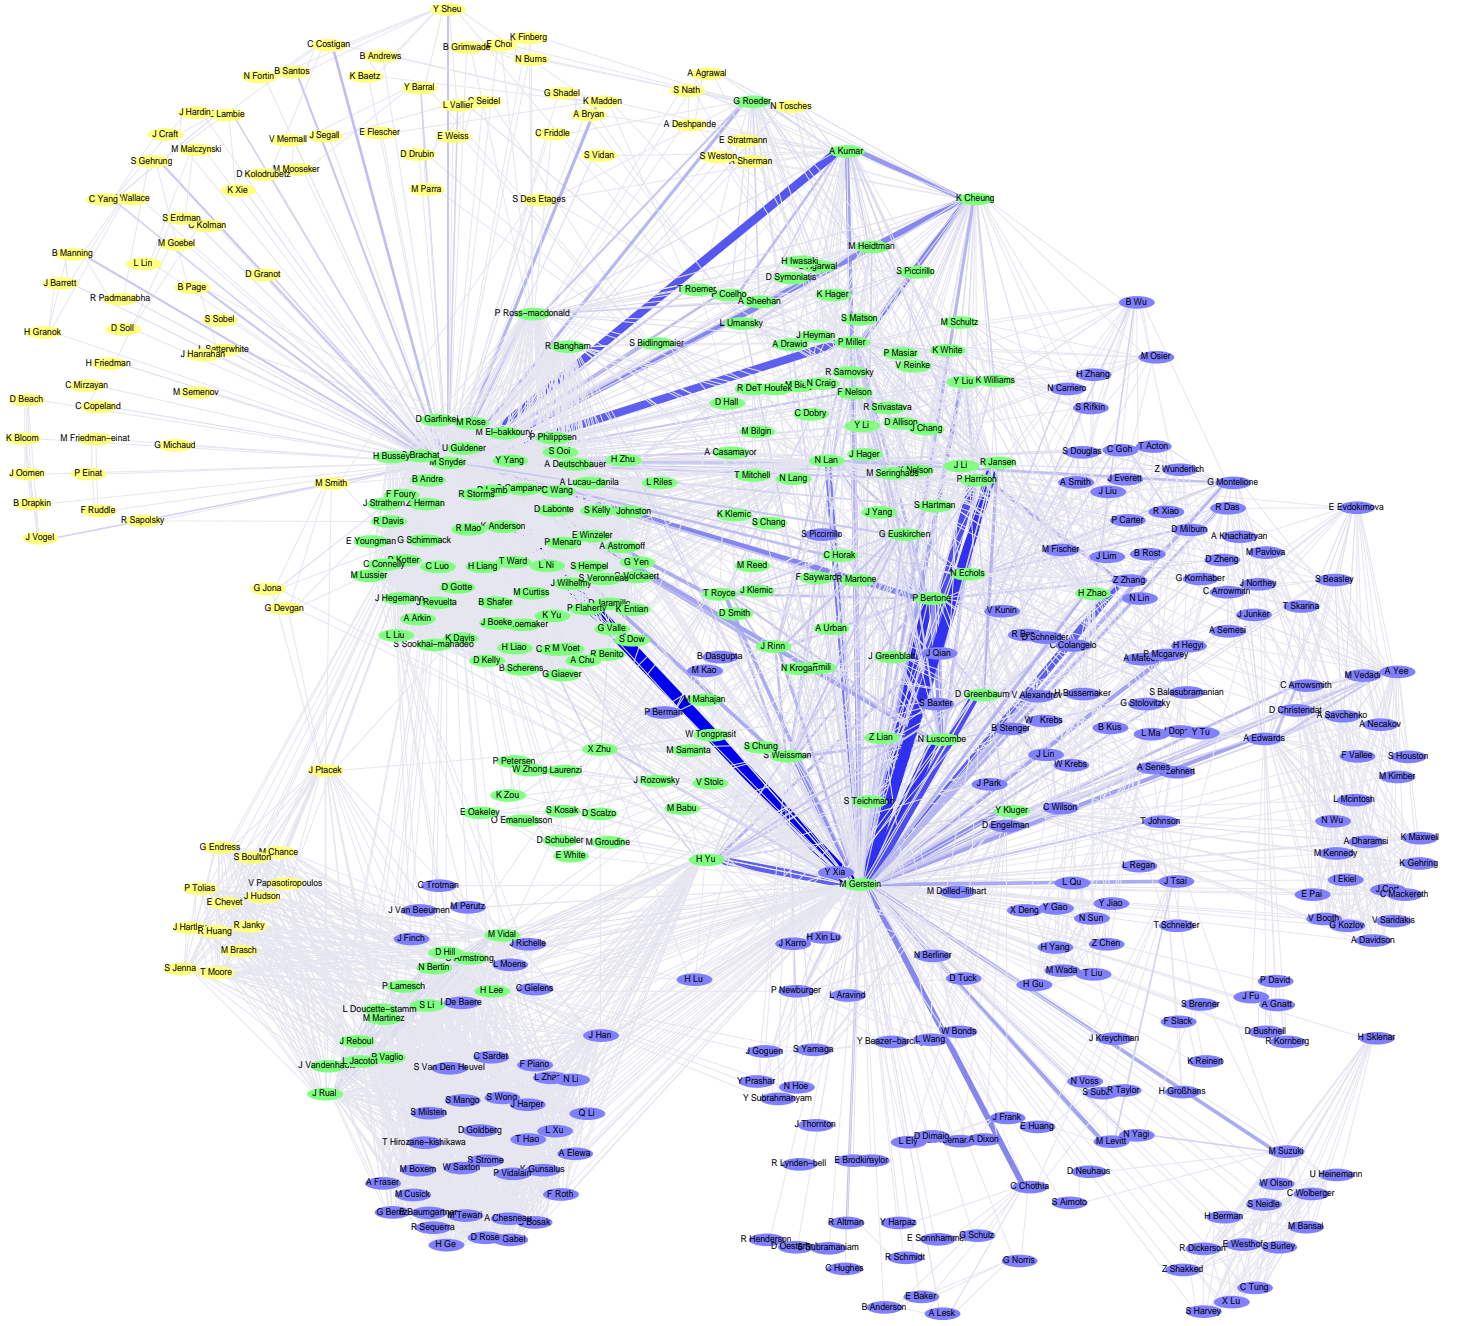 Y Sheu
K Finberg
C Costigan
B Grimwade
E Choi
B Andrews
N Burns
N Fortin
B Santos
K Baetz
A Agrawal
Y Barral
S Nath
G Shadel
K Madden
G Roeder
N Tosches
L Vallier
A Bryan
J Craft
V Mermall
J Segall
E Flescher
E Weiss
C Friddle
A Deshpande
E Stratmann
M Malczynski
S Gehrung
D Drubin
S Vidan
S Weston
A Kumar
M Mooseker
D Kolodrubetz
K Xie
M Parra
S Des Etages
K Cheung
C Yang
S Erdman
M Goebel
M Heidtman
B Manning
L Lin
H Iwasaki
D Symoniatis
S Piccirillo
D Granot
J Barrett
B Page
T Roemer
P Coelho
A Sheehan
K Hager
R Padmanabha
B Wu
P Ross-macdonald
S Sobel
D Soll
H Granok
L Umansky
S Matson
M Schultz
R Bangham
S Bidlingmaier
A Drawid
J Heyman
P Miller
J Hanrahan
H Friedman
P Masiar
K White
V Reinke
M Osier
C Mirzayan
M Semenov
R Sarnovsky
H Zhang
N Carriero
Y Liu
K Williams
N Craig
F Nelson
D Beach
C Copeland
D Hall
C Dobry
R Srivastava
S Rifkin
D Garfinkel
M Rose
D Allison
J Chang
Y Li
K Bloom
M Friedman-einat
G Michaud
M El-bakkoury
P Philippsen
M Bilgin
U Guldener
S Ooi
A Casamayor
H Bussey
M Snyder
Y Yang
A Deutschbauer
H Zhu
N Lan
J Hager
J Li
R Jansen
S Douglas
C Goh
T Acton
J Oomen
P Einat
M Smith
B Andre
A Lucau-danila
L Riles
T Mitchell
N Lang
M Seringhaus
P Harrison
A Smith
J Everett
Z Wunderlich
G Montelione
J Liu
B Drapkin
F Ruddle
F Foury
J Strathern
Z Herman
R Storms
C Wang
D Labonte
S Kelly
Johnston
K Klemic
S Chang
J Yang
S Hartman
R Das
E Evdokimova
R Sapolsky
R Davis
R Mao
K Anderson
P Carter
R Xiao
D Milburn
A Khachatryan
J Vogel
E Youngman
G Schimmack
P Menard
E Winzeler
A Astromoff
S Piccirrillo
G Euskirchen
M Fischer
J Lim
B Rost
D Zheng
M Pavlova
C Connelly
C Luo
H Liang
T Ward
L Ni
S Hempel
G Yen
C Horak
M Reed
M Lussier
F Sayward
R Martone
N Echols
Z Zhang
G Kornhaber
J Northey
S Beasley
G Jona
D Gotte
M Curtiss
J Wilhelmy
S Veronneau
T Royce
J Klemic
P Bertone
H Zhao
N Lin
C Arrowmith
J Hegemann
J Revuelta
B Shafer
P Flaherty
K Entian
D Smith
V Kunin
J Junker
T Skarina
G Devgan
A Arkin
J Boeke
K Yu
G Valle
A Urban
D Schneider
A Semesi
L Liu
S Sookhai-mahadeo
K Davis
H Liao
M Voet
S Dow
J Rinn
J Greenblatt
J Qian
C Colangelo
H Hegyi
P Mcgarvey
D Kelly
B Scherens
G Giaever
A Chu
R Benito
B Dasgupta
M Kao
N Krogan
M Vedadi
A Yee
P Berman
M Mahajan
D Greenbaum
S Baxter
V Alexandrov
H Bussemaker
S Balasubramanian
G Stolovitzky
C Arrowsmith
D Christendat
A Savchenko
A Necakov
B Stenger
W Krebs
B Kus
L Ma
Y Tu
W Tongprasit
Z Lian
N Luscombe
A Edwards
X Zhu
M Samanta
S Chung
S Weissman
J Lin
W Krebs
F Vallee
S Houston
P Petersen
W Zhong
Laurenzi
J Rozowsky
V Stolc
J Park
A Senes
M Kimber
J Ptacek
K Zou
S Teichmann
Y Kluger
C Wilson
L Mcintosh
E Oakeley
O Emanuelsson
S Kosak
D Scalzo
M Babu
D Engelman
T Johnson
N Wu
D Schubeler
M Groudine
A Dharamsi
K Maxwell
G Endress
M Chance
S Boulton
E White
H Yu
L Regan
M Kennedy
K Gehring
Y Xia
M Gerstein
M Dolled-filhart
L Qu
J Tsai
I Ekiel
E Pai
C Mackereth
P Tolias
V Papasotiropoulos
J Hudson
C Trotman
E Chevet
J Van Beeumen
M Perutz
X Deng
Y Gao
Y Jiao
N Sun
T Schneider
V Booth
G Kozlov
V Saridakis
R Huang
R Janky
M Vidal
J Finch
J Richelle
J Karro
H Xin Lu
H Yang
Z Chen
A Davidson
M Brasch
D Hill
N Bertin
L Moens
N Berliner
S Jenna
T Moore
H Lu
D Tuck
M Wada
T Liu
H Gu
P David
P Lamesch
H Lee
C Gielens
P Newburger
L Aravind
J Fu
A Gnatt
L Doucette-stamm
S Li
De Baere
M Martinez
S Brenner
F Slack
D Bushnell
R Kornberg
H Sklenar
J Reboul
J Han
Y Beazer-barclay
L Wang
W Bonds
J Kreychman
J Goguen
S Yamaga
K Reinert
L Jacotot
C Sardet
F Piano
S Van Den Heuvel
N Li
Y Prashar
N Hoe
Y Subrahmanyam
N Voss
R Taylor
H Großhans
J Rual
S Mango
S Wong
J Harper
S Milstein
Q Li
J Thornton
J Frank
E Huang
N Yagi
M Levitt
T Hirozane-kishikawa
D Goldberg
L Xu
T Hao
L Ely
D Dimaio
A Dixon
M Suzuki
A Elewa
M Boxem
W Saxton
S Strome
P Vidalain
K Gunsalus
R Lynden-bell
D Neuhaus
C Chothia
U Heinemann
W Olson
C Wolberger
A Fraser
M Cusick
F Roth
S Aimoto
S Neidle
H Berman
M Bansal
M Tewari
A Chesneau
S Bosak
R Sequerra
R Altman
Y Harpaz
E Sonnhammer
G Schulz
H Ge
D Rose
Gabel
R Henderson
S Subramaniam
R Schmidt
G Norris
R Dickerson
E Westhof
S Burley
C Hughes
Z Shakked
C Tung
B Anderson
E Baker
A Lesk
X Lu
S Harvey